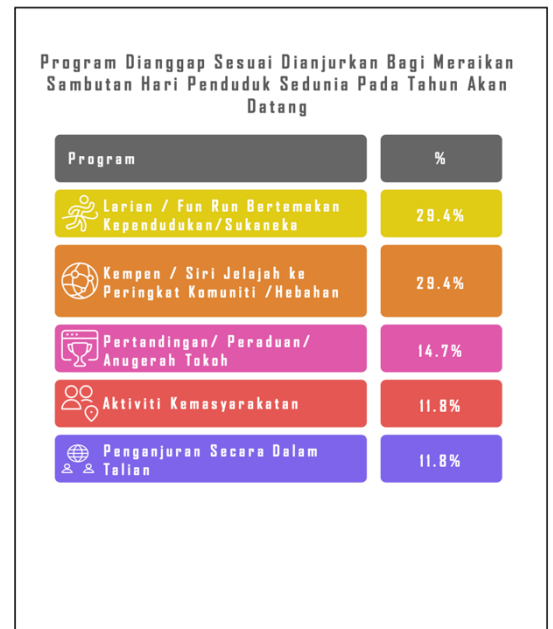 Program Dianggap Sesuai Dianjurkan Bagi Meraikan
Sambutan Hari Penduduk Sedunia Pada Tahun Akan
Datang
Program
%
Larian / Fun Run Bertemakan
Kependudukan/Sukaneka
29.4%
Kempen / Siri Jelajah ke
Peringkat Komuniti /Hebahan
29.4%
Pertandingan/ Peraduan/
Anugerah Tokoh
14.7%
Aktiviti Kemasyarakatan
11.8%
Penganjuran Secara Dalam
Talian
11.8%